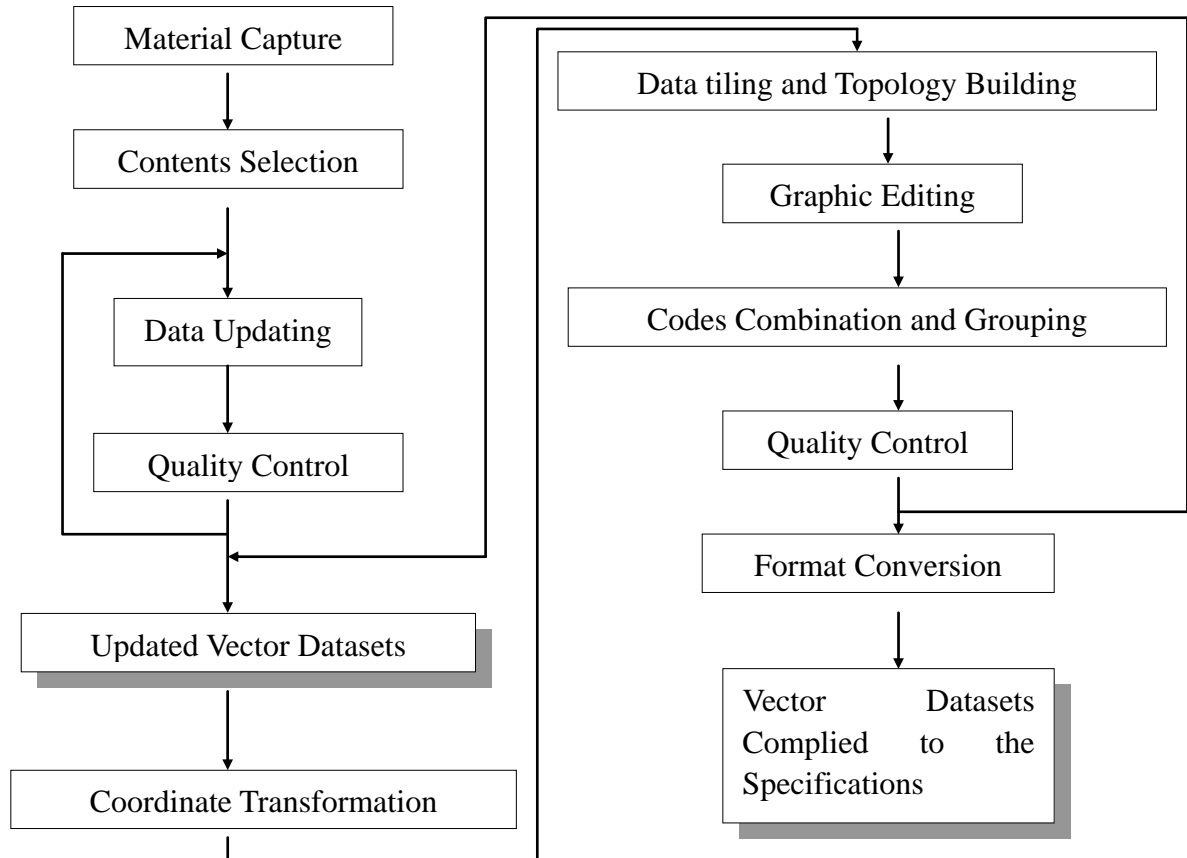 Material Capture
Contents Selection
Data Updating
Quality Control
Updated Vector Datasets
Coordinate Transformation
Data tiling and Topology Building
Graphic Editing
Codes Combination and Grouping
Quality Control
Format Conversion
Vector Datasets
Complied to the
Specifications